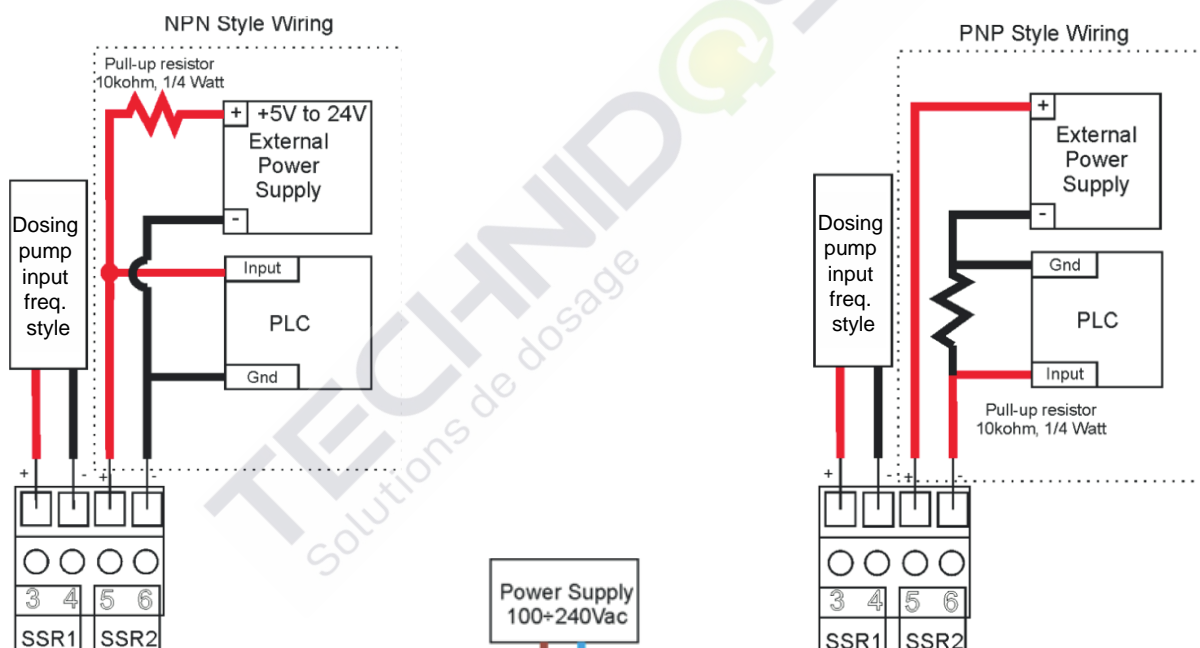 NPN Style Wiring
Pull-up resistor
10kohm, 1/4 Watt
+ +5V to 24V
External
Power
Supply
-
Dosing
pump
input
freq.
style
Input
PLC
Gnd
+ - + -
3 4 5 6
SSR1 SSR2
TECHNID
Solutions de dosage
Power Supply
100÷240Vac
PNP Style Wiring
+
External
Power
Supply
-
Dosing
pump
input
freq.
style
Gnd
PLC
Input
Pull-up resistor
10kohm, 1/4 Watt
+ - + -
3 4 5 6
SSR1 SSR2